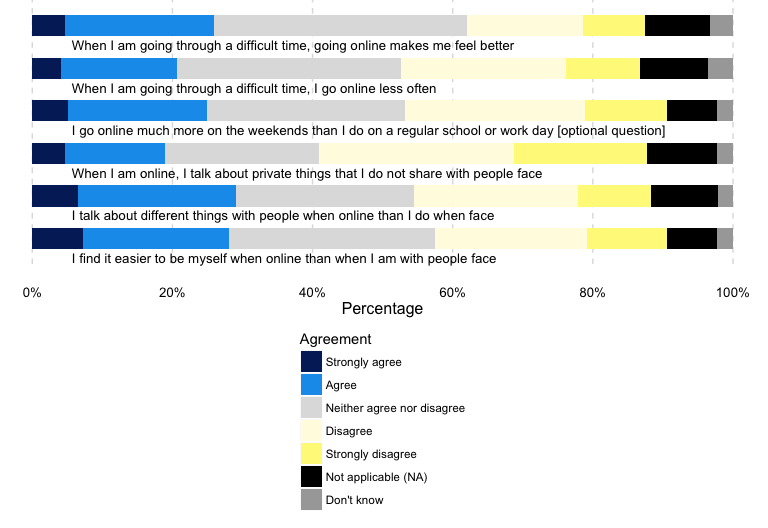 When I am going through a difficult time, going online makes me feel better
When I am going through a difficult time, I go online less often
I go online much more on the weekends than I do on a regular school or work day [optional question]
When I am online, I talk about private things that I do not share with people face
I talk about different things with people when online than I do when face
I find it easier to be myself when online than when I am with people face
0% 20% 40% 60% 80% 100%
Percentage
Agreement
Strongly agree
Agree
Neither agree nor disagree
Disagree
Strongly disagree
Not applicable (NA)
Don't know